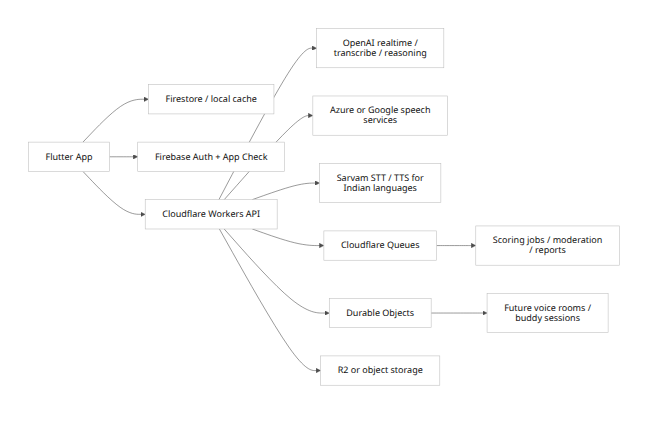 OpenAI realtime /
transcribe / reasoning
Firestore / local cache
Azure or Google speech
services
Flutter App
Firebase Auth + App Check
Sarvam STT / TTS for
Indian languages
Cloudflare Workers API
Cloudflare Queues
Scoring jobs / moderation
/ reports
Durable Objects
Future voice rooms /
buddy sessions
R2 or object storage